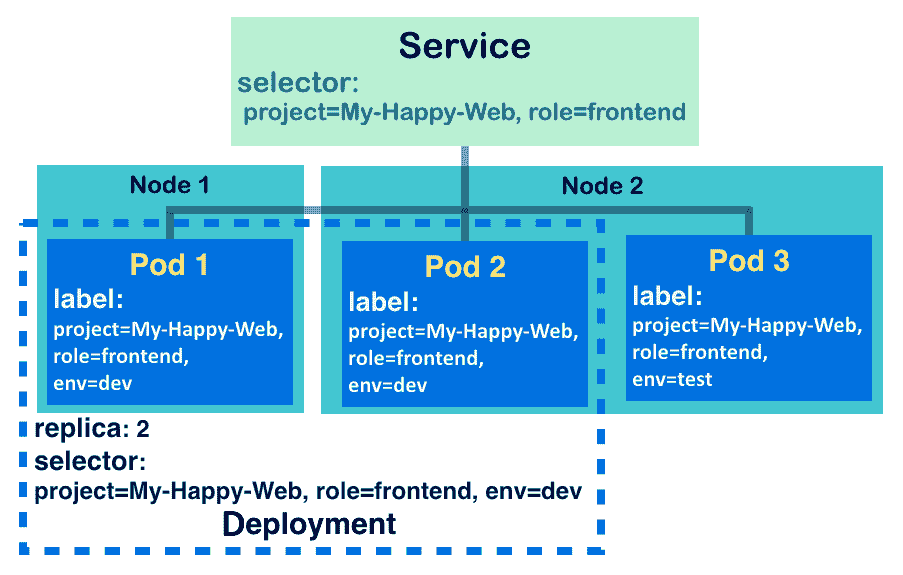 Service
selector:
project=My-Happy-Web, role=frontend
Node 1
Node 2
Pod 1
label:
project=My-Happy-Web,
role=frontend,
env=dev
Pod 2
label:
project=My-Happy-Web,
role=frontend,
env=dev
Pod 3
label:
project=My-Happy-Web,
role=frontend,
env=test
replica: 2
selector:
project=My-Happy-Web, role=frontend, env=dev
Deployment